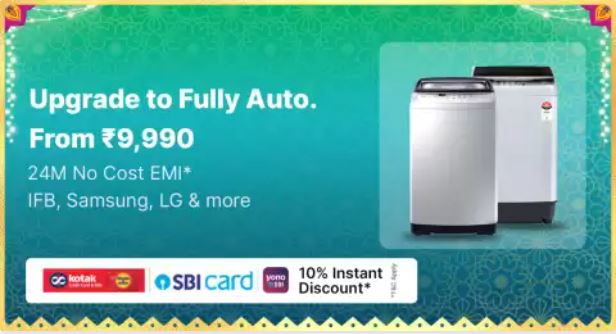 Upgrade to Fully Auto.
From ₹9,990
24M No Cost EMI*
IFB, Samsung, LG & more
kotak
SBI card
yono
SBI
10% Instant
Discount*
*T&C Apply